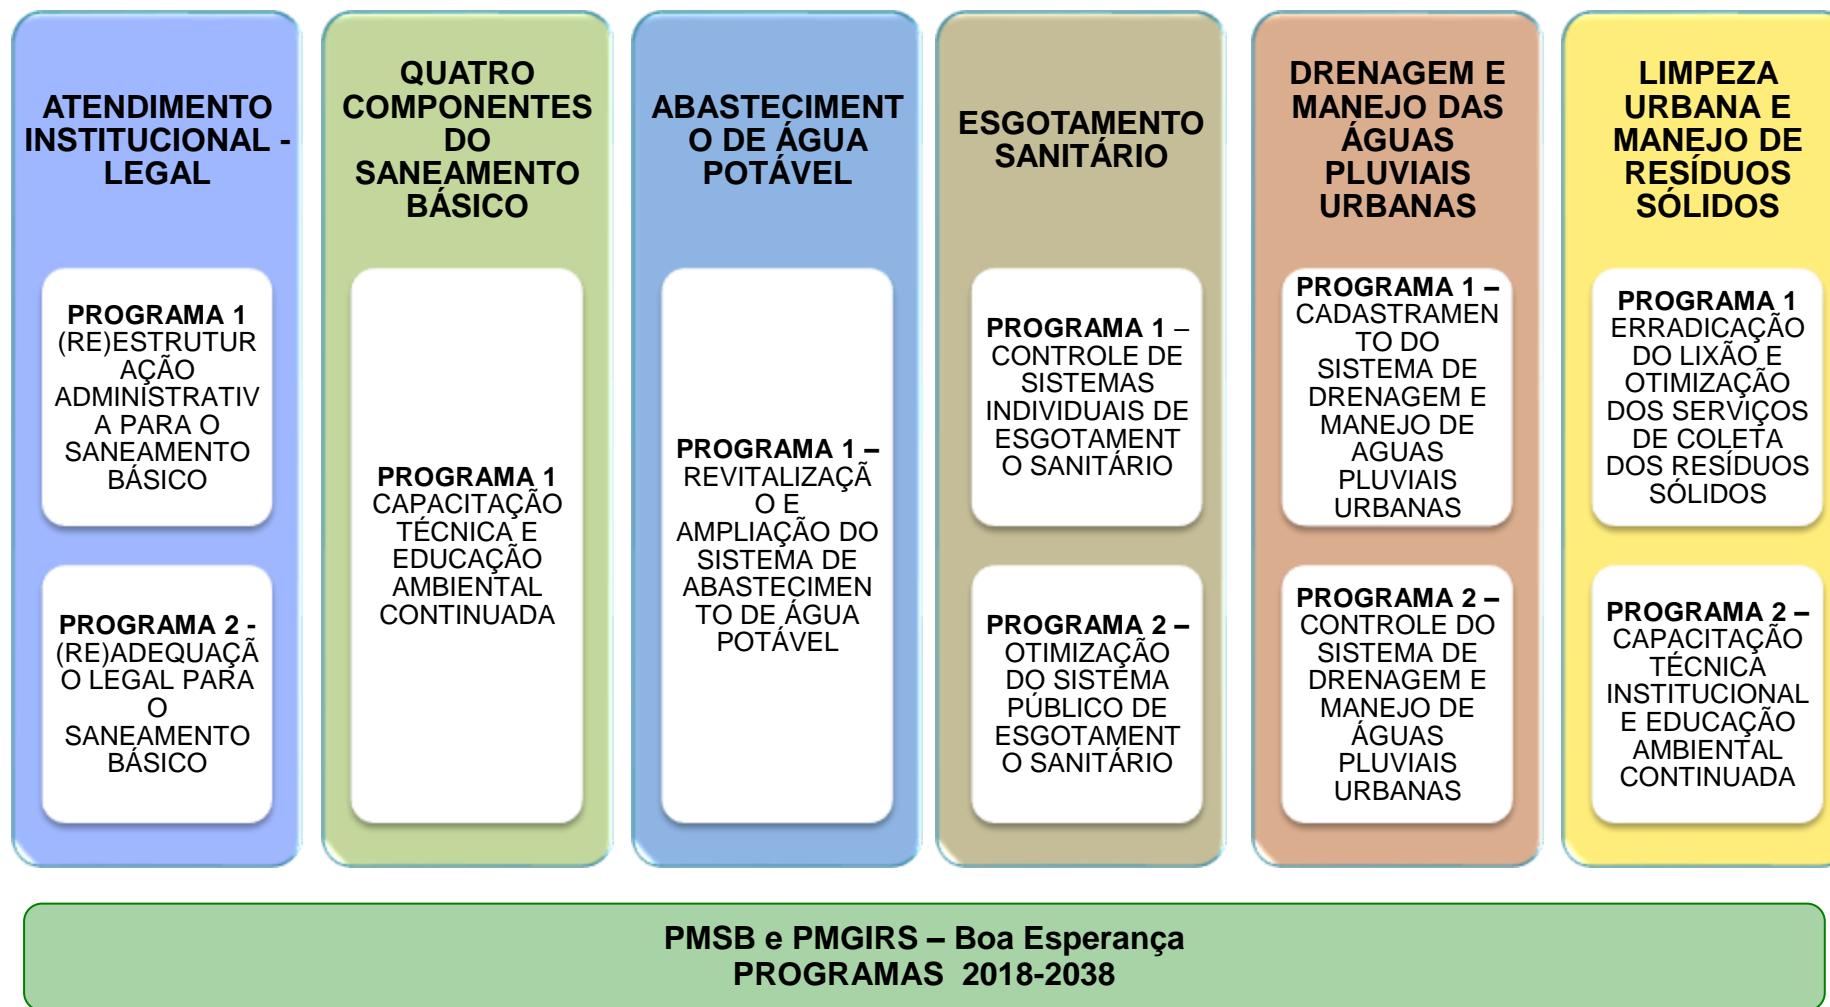 ATENDIMENTO
INSTITUCIONAL -
LEGAL
PROGRAMA 1
(RE)ESTRUTUR
AÇÃO
ADMINISTRATIV
A PARA O
SANEAMENTO
BÁSICO
PROGRAMA 2 -
(RE)ADEQUAÇÃ
O LEGAL PARA
O
SANEAMENTO
BÁSICO
QUATRO
COMPONENTES
DO
SANEAMENTO
BÁSICO
PROGRAMA 1
CAPACITAÇÃO
TÉCNICA E
EDUCAÇÃO
AMBIENTAL
CONTINUADA
ABASTECIMENT
O DE ÁGUA
POTÁVEL
PROGRAMA 1 –
REVITALIZAÇÃ
O E
AMPLIAÇÃO DO
SISTEMA DE
ABASTECIMEN
TO DE ÁGUA
POTÁVEL
ESGOTAMENTO
SANITÁRIO
PROGRAMA 1 –
CONTROLE DE
SISTEMAS
INDIVIDUAIS DE
ESGOTAMENT
O SANITÁRIO
PROGRAMA 2 –
OTIMIZAÇÃO
DO SISTEMA
PÚBLICO DE
ESGOTAMENT
O SANITÁRIO
DRENAGEM E
MANEJO DAS
ÁGUAS
PLUVIAIS
URBANAS
PROGRAMA 1 –
CADASTRAMEN
TO DO
SISTEMA DE
DRENAGEM E
MANEJO DE
AGUAS
PLUVIAIS
URBANAS
PROGRAMA 2 –
CONTROLE DO
SISTEMA DE
DRENAGEM E
MANEJO DE
ÁGUAS
PLUVIAIS
URBANAS
LIMPEZA
URBANA E
MANEJO DE
RESÍDUOS
SÓLIDOS
PROGRAMA 1
ERRADICAÇÃO
DO LIXÃO E
OTIMIZAÇÃO
DOS SERVIÇOS
DE COLETA
DOS RESÍDUOS
SÓLIDOS
PROGRAMA 2 –
CAPACITAÇÃO
TÉCNICA
INSTITUCIONAL
E EDUCAÇÃO
AMBIENTAL
CONTINUADA
PMSB e PMGIRS – Boa Esperança
PROGRAMAS 2018-2038